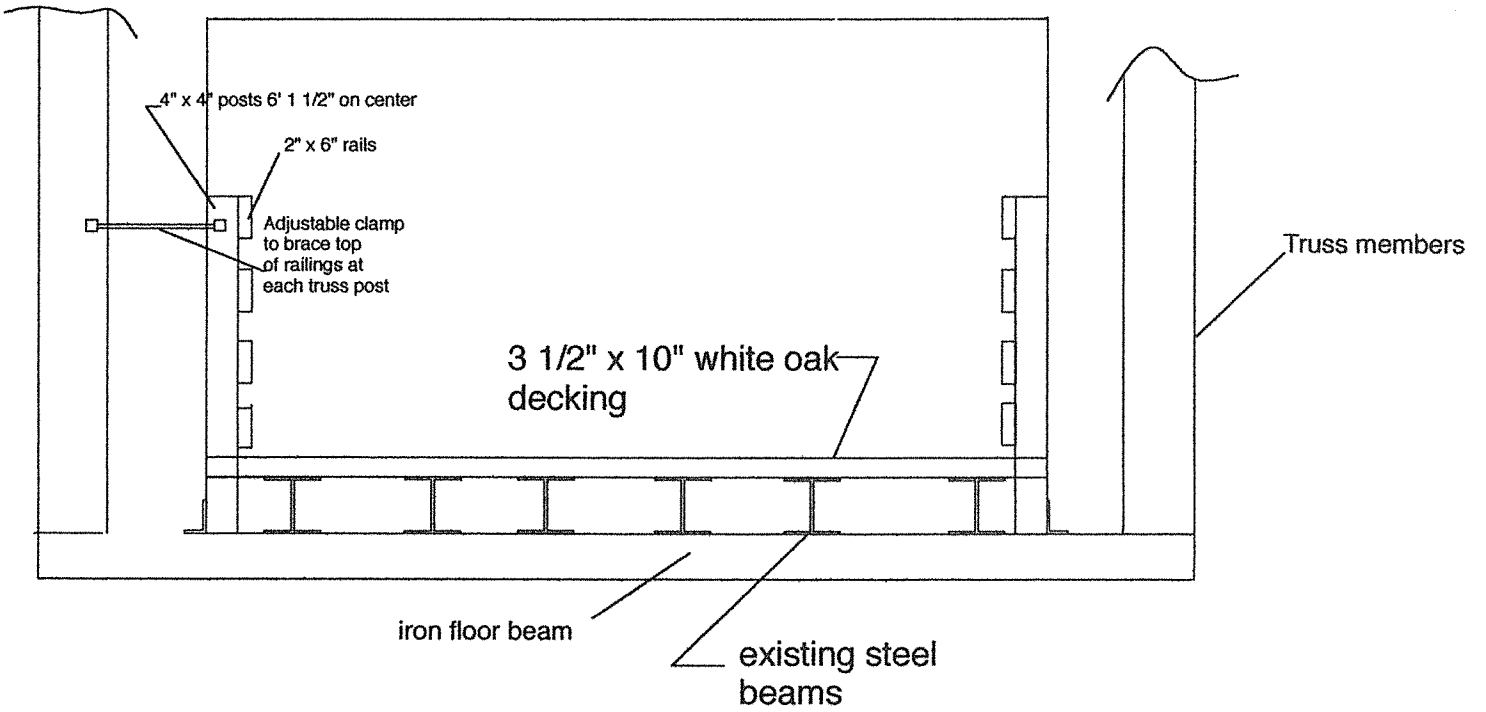 4" x 4" posts 6' 1 1/2" on center
2" x 6" rails
Adjustable clamp
to brace top
of railings at
each truss post
Truss members
3 1/2" x 10" white oak
decking
iron floor beam
existing steel
beams